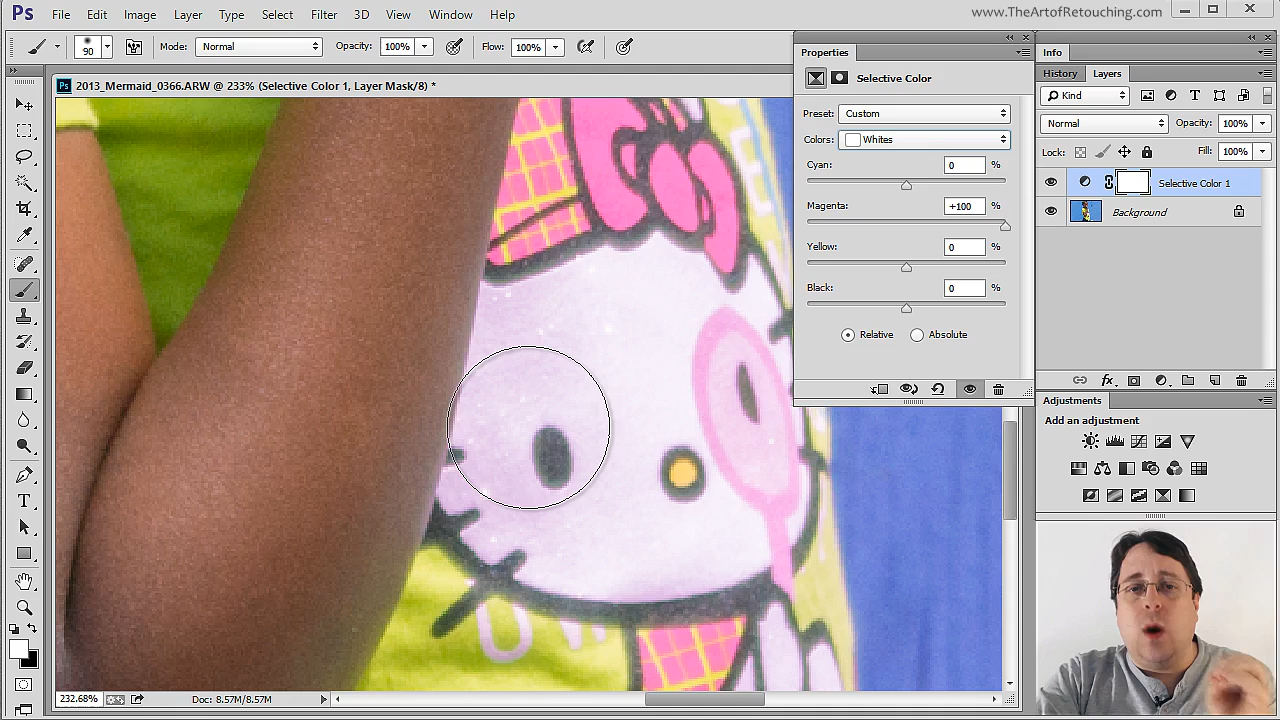 Ps File Edit Image Layer Type Select Filter 3D View Window Help
www.TheArtofRetouching.com
90 Mode: Normal Opacity: 100% Flow: 100%
2013_Mermaid_0366.ARW @ 233% (Selective Color 1, Layer Mask/8) *
Properties
Selective Color
Preset: Custom
Colors: Whites
Cyan: 0 %
Magenta: +100 %
Yellow: 0 %
Black: 0 %
Relative Absolute
Info
History Layers
Kind
Normal Opacity: 100%
Lock: Fill: 100%
Selective Color 1
Background
Adjustments
Add an adjustment
232.68% Doc: 8.57M/8.57M